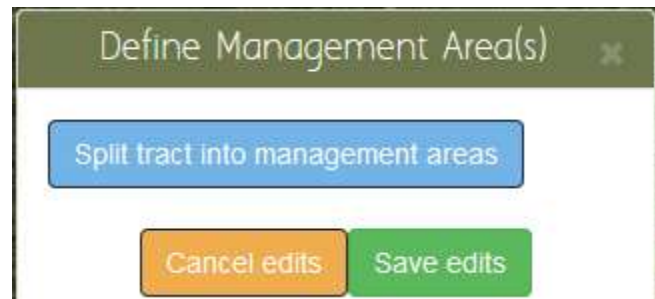 Define Management Area(s) ×
Split tract into management areas
Cancel edits Save edits